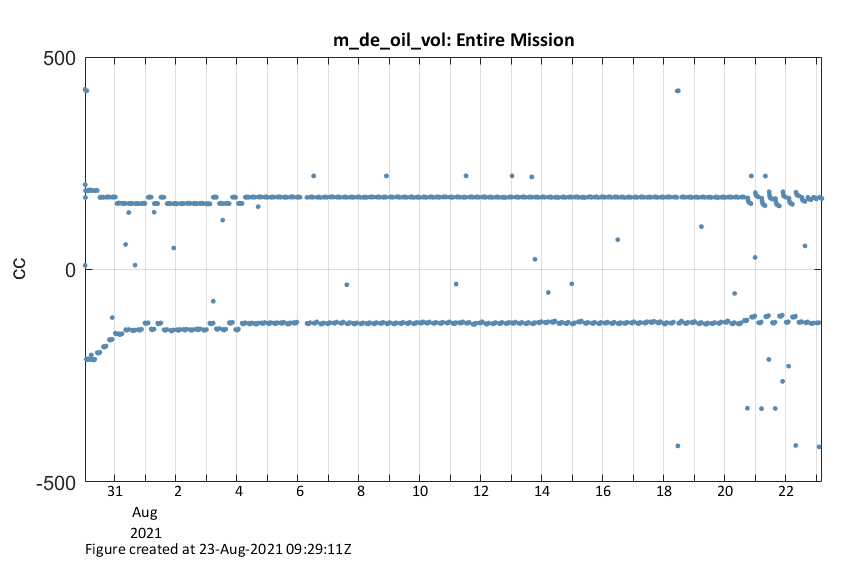 m_de_oil_vol: Entire Mission
500
CC
0
-500
31 2 4 6 8 10 12 14 16 18 20 22
Aug
2021
Figure created at 23-Aug-2021 09:29:11Z